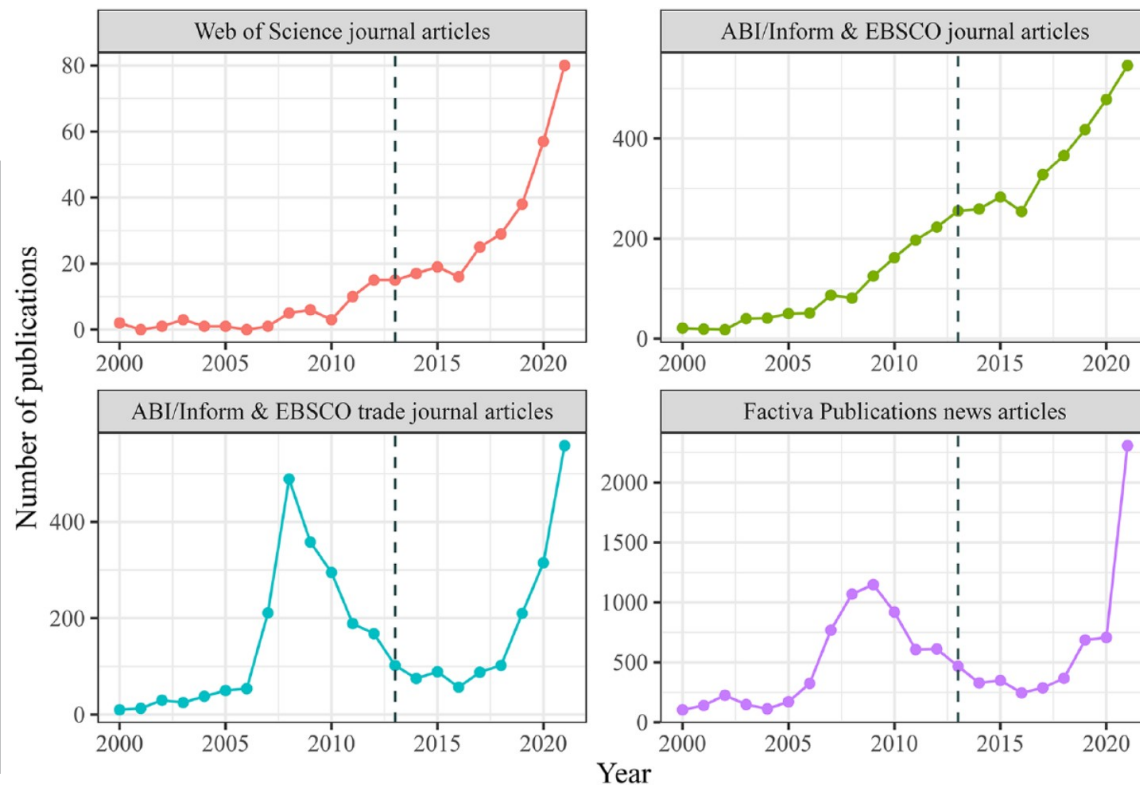 Web of Science journal articles
ABI/Inform & EBSCO journal articles
Number of publications
80
60
40
20
0
2000 2005 2010 2015 2020
400
200
0
2000 2005 2010 2015 2020
ABI/Inform & EBSCO trade journal articles
Factiva Publications news articles
400
200
0
2000 2005 2010 2015 2020
2000
1500
1000
500
0
2000 2005 2010 2015 2020
Year